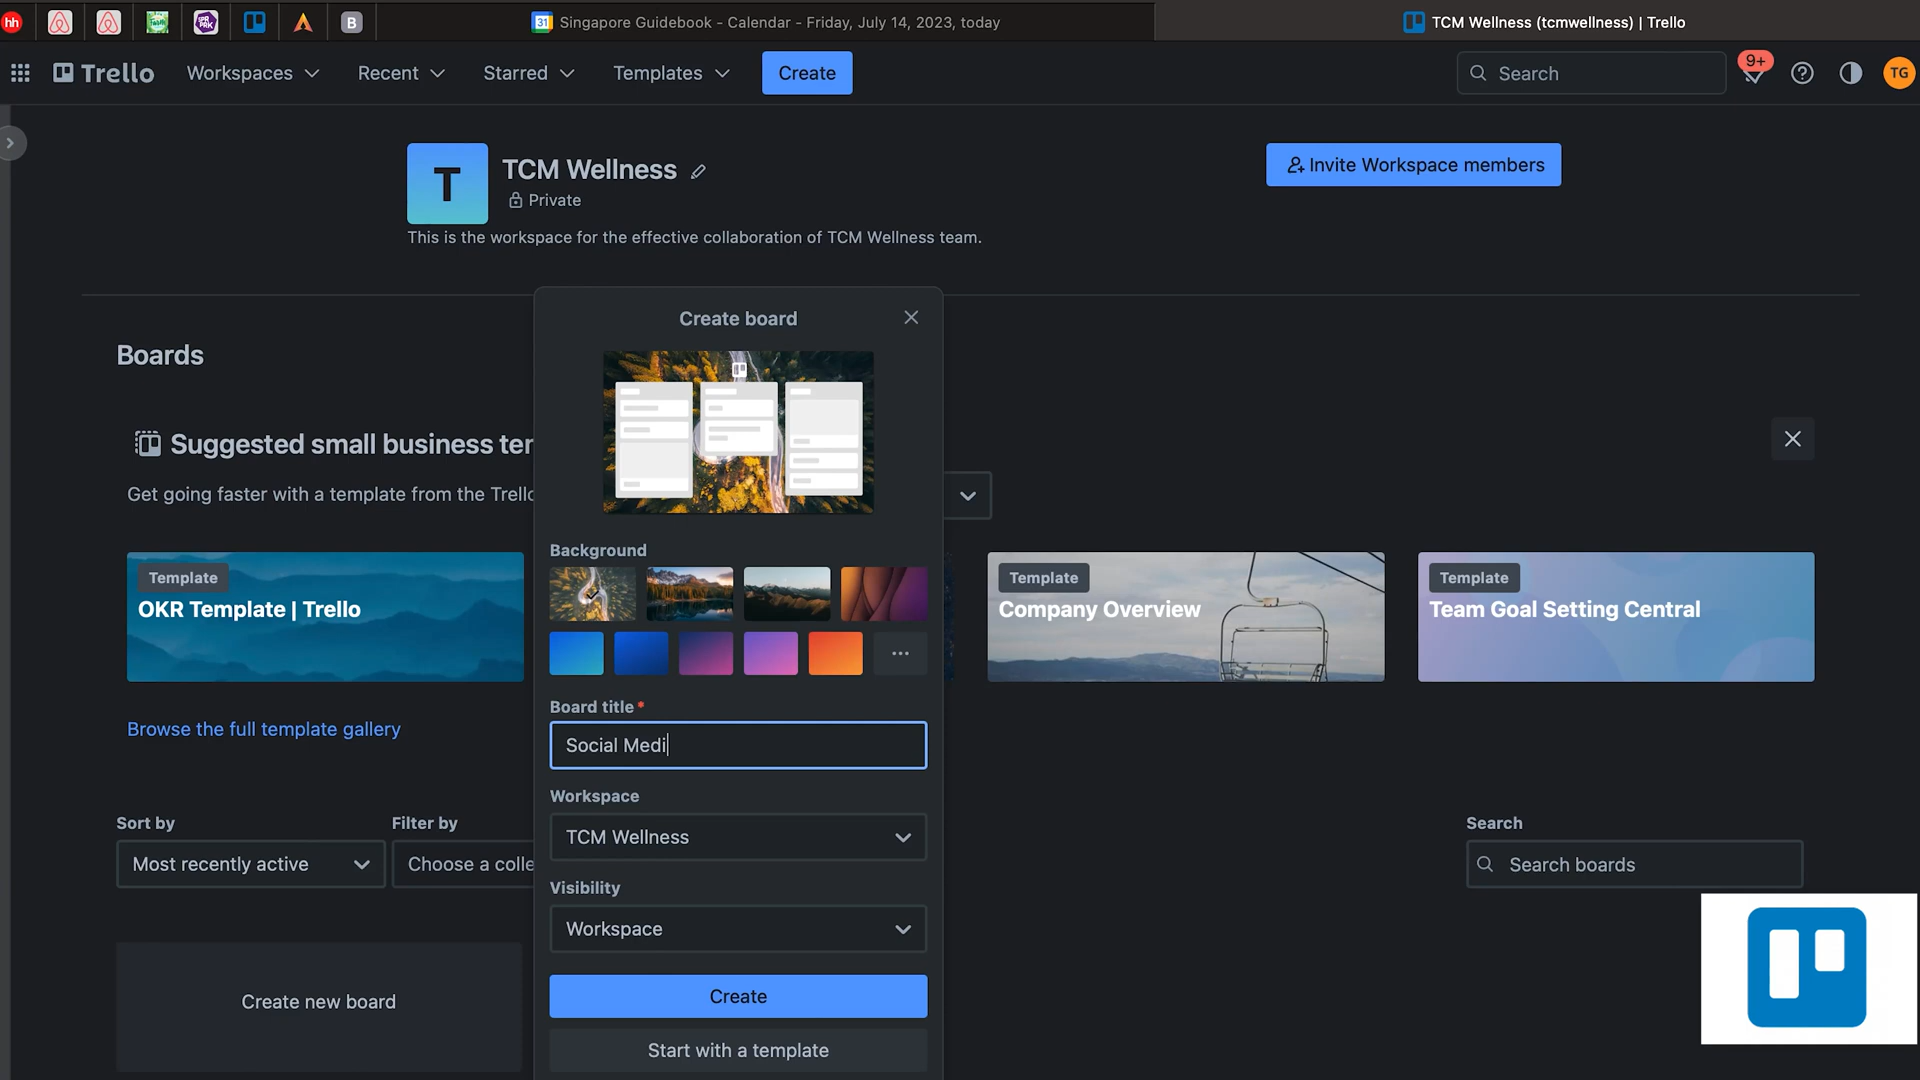 hh
B
31
Singapore Guidebook - Calendar - Friday, July 14, 2023, today
TCM Wellness (tcmwellness) | Trello
Trello
Workspaces
Recent
Starred
Templates
Create
Search
9+
TG
T
TCM Wellness
Private
This is the workspace for the effective collaboration of TCM Wellness team.
Invite Workspace members
Create board
Boards
Suggested small business ter
Get going faster with a template from the Trello
Background
Template
OKR Template | Trello
Template
Company Overview
Template
Team Goal Setting Central
Board title*
Social Medi
Browse the full template gallery
Workspace
TCM Wellness
Sort by
Most recently active
Filter by
Choose a colle
Search
Search boards
Visibility
Workspace
Create
Create new board
Start with a template